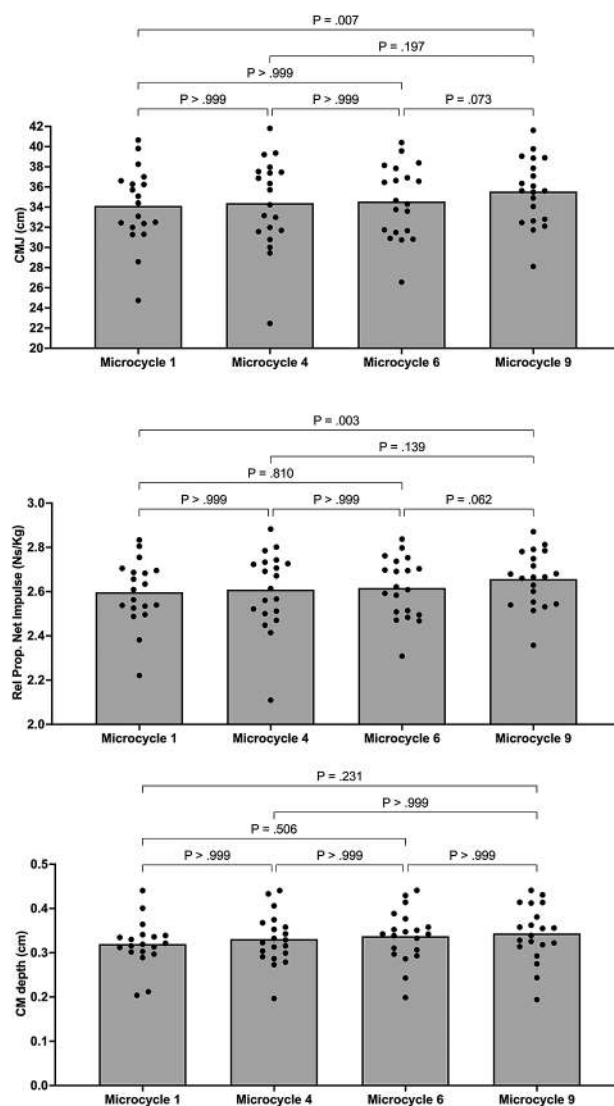 P = .007
P = .197
P > .999
P > .999 P > .999 P = .073
42
40
38
36
34
32
30
28
26
24
22
20
CMJ (cm)
Microcycle 1 Microcycle 4 Microcycle 6 Microcycle 9
P = .003
P = .139
P = .810
P > .999 P > .999 P = .062
3.0
2.8
2.6
2.4
2.2
2.0
Rel Prop. Net Impulse (Ns/Kg)
Microcycle 1 Microcycle 4 Microcycle 6 Microcycle 9
P = .231
P > .999
P = .506
P > .999 P > .999 P > .999
0.5
0.4
0.3
0.2
0.1
0.0
CM depth (cm)
Microcycle 1 Microcycle 4 Microcycle 6 Microcycle 9